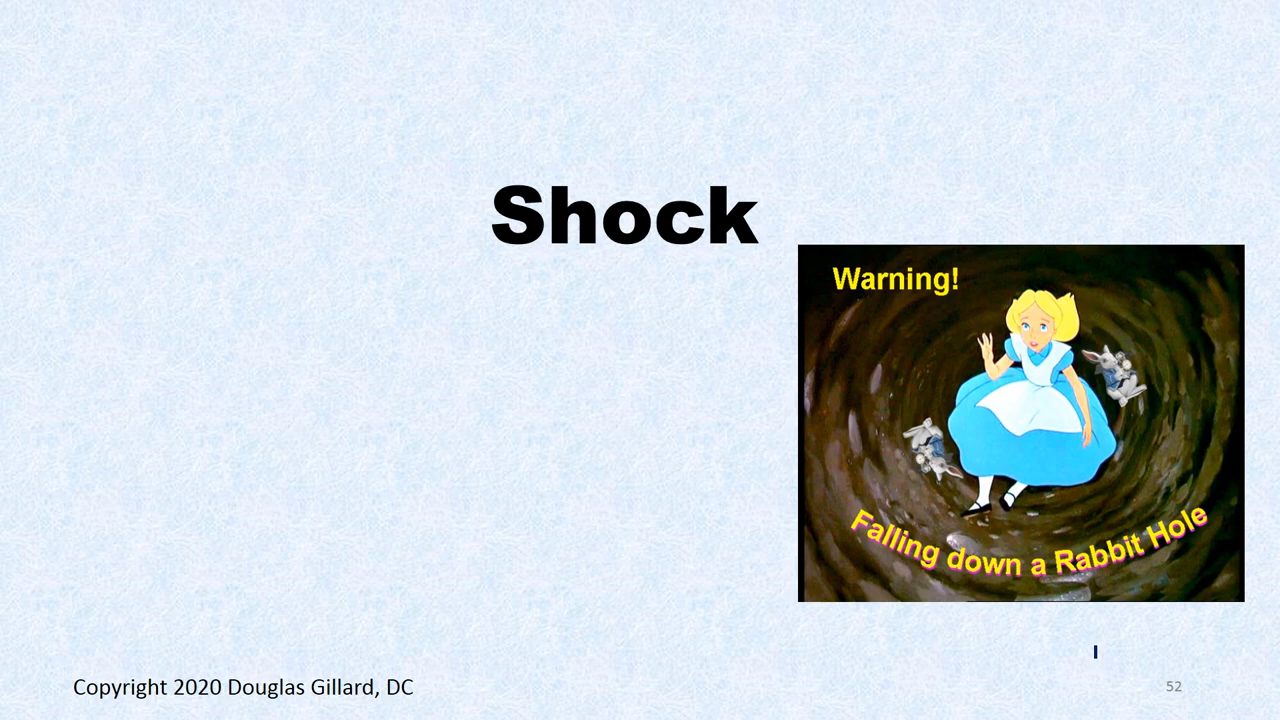 Shock
Warning!
Falling down a Rabbit Hole
Copyright 2020 Douglas Gillard, DC
52